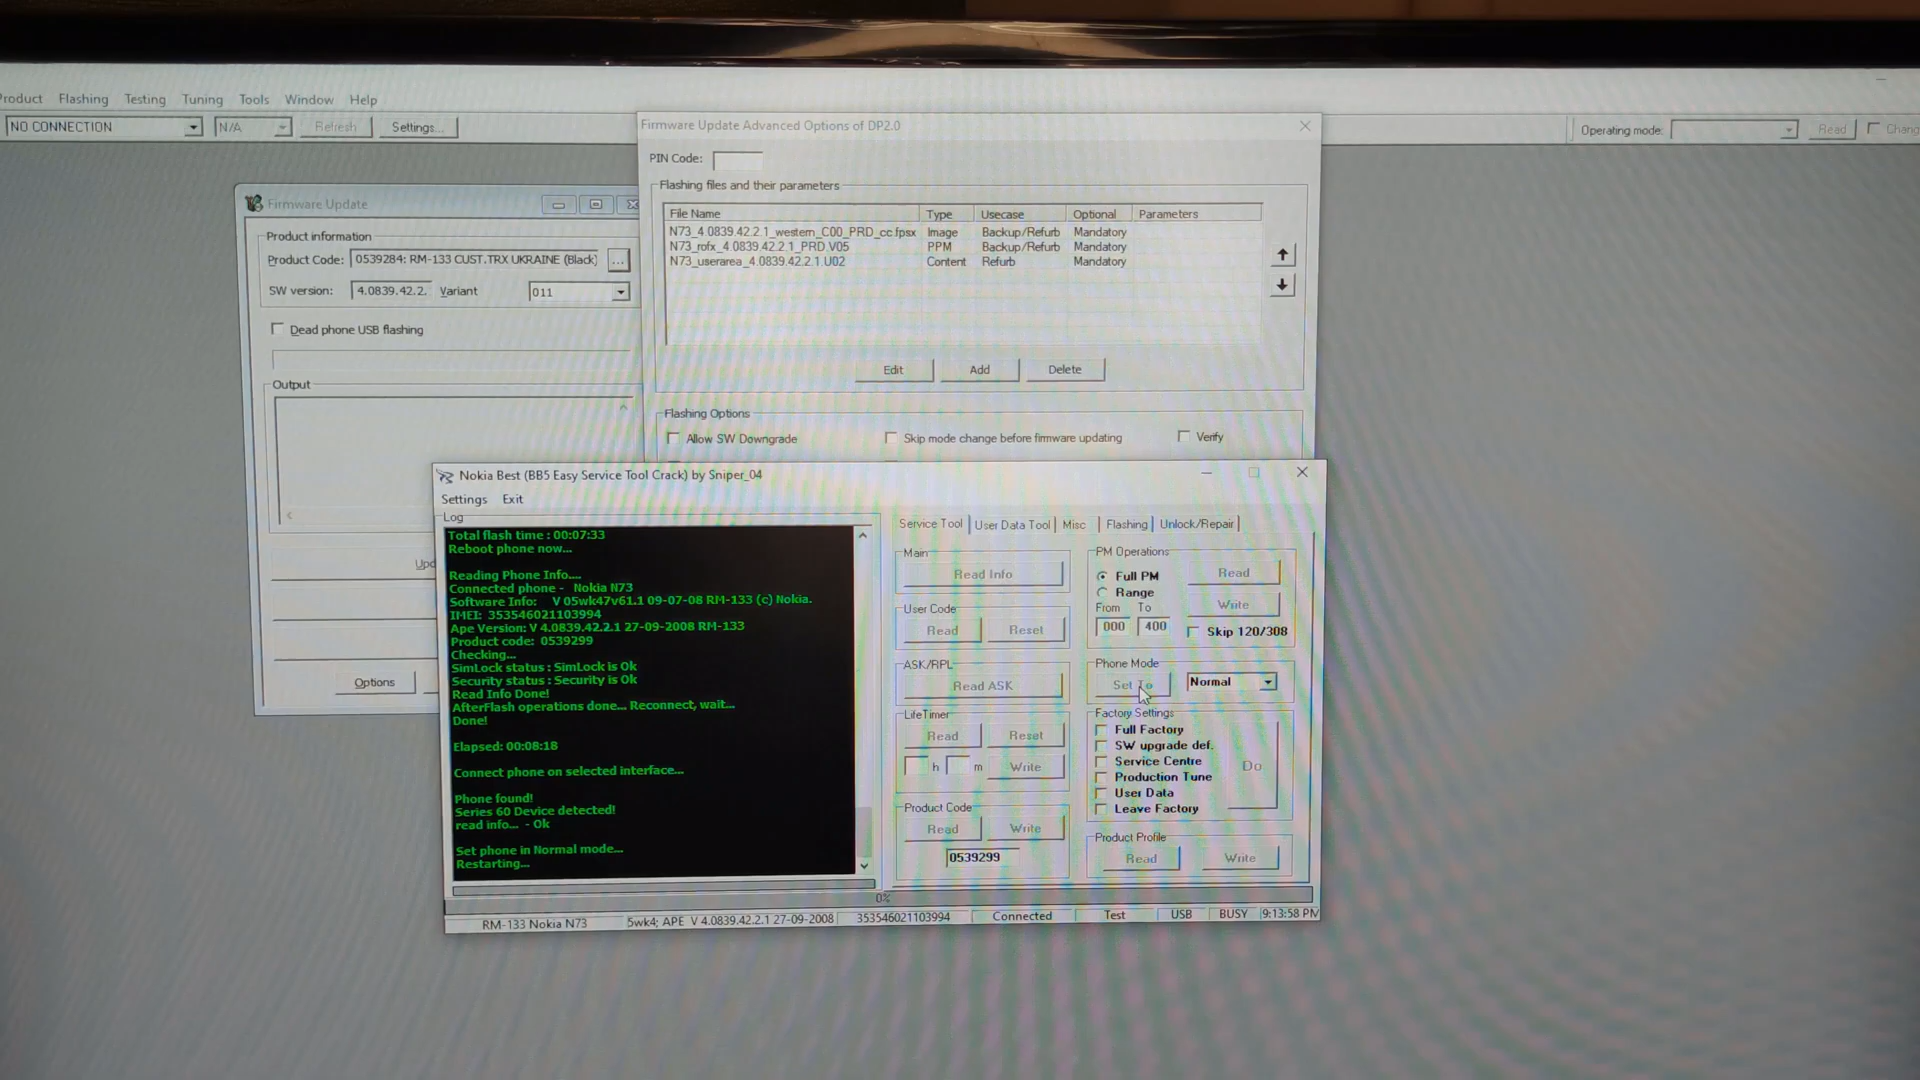 Product Flashing Testing Tuning Tools Window Help
NO CONNECTION N/A Refresh Settings...
Operating mode: Read
Firmware Update Advanced Options of DP2.0
PIN Code:
Flashing files and their parameters
File Name Type Usecase Optional Parameters
N73_4.0839.42.2.1_western_C00_PRD_cc.fpsx Image Backup/Refurb Mandatory
N73_rofx_4.0839.42.2.1_PRD.V05 PPM Backup/Refurb Mandatory
N73_userarea_4.0839.42.2.1.U02 Content Refurb Mandatory
Edit Add Delete
Flashing Options
Allow SW Downgrade Skip mode change before firmware updating Verify
Firmware Update
Product information
Product Code: 0539284: RM-133 CUST.TRX UKRAINE (Black) ...
SW version: 4.0839.42.2. Variant 011
Dead phone USB flashing
Output
Options
Nokia Best (BB5 Easy Service Tool Crack) by Sniper_04
Settings Exit
Log
Total flash time : 00:07:33
Reboot phone now...
Reading Phone Info....
Connected phone - Nokia N73
Software Info: V 05wk47v61.1 09-07-08 RM-133 (c) Nokia.
IMEI: 353546021103994
Ape Version: V 4.0839.42.2.1 27-09-2008 RM-133
Product code: 0539299
Checking...
SimLock status : SimLock is Ok
Security status : Security is Ok
Read Info Done!
AfterFlash operations done... Reconnect, wait...
Done!
Elapsed: 00:08:18
Connect phone on selected interface...
Phone found!
Series 60 Device detected!
read info... - Ok
Set phone in Normal mode...
Restarting...
Service Tool User Data Tool Misc Flashing Unlock/Repair
Main
Read Info
User Code
Read Reset
ASK/RPL
Read ASK
LifeTimer
Read Reset
h m Write
Product Code
Read Write
0539299
PM Operations
Full PM Read
Range
From To Write
000 400 Skip 120/308
Phone Mode
Set To Normal
Factory Settings
Full Factory
SW upgrade def.
Service Centre
Do
Production Tune
User Data
Leave Factory
Product Profile
Read Write
0%
RM-133 Nokia N73 5wk4; APE V 4.0839.42.2.1 27-09-2008 353546021103994 Connected Test USB BUSY 9:13:58 PM